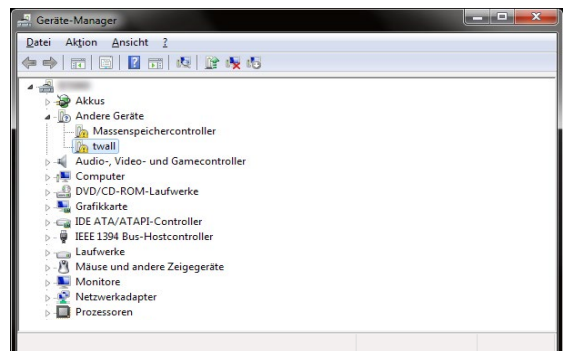 Geräte-Manager
Datei Aktion Ansicht ?
Akkus
Andere Geräte
Massenspeichercontroller
twall
Audio-, Video- und Gamecontroller
Computer
DVD/CD-ROM-Laufwerke
Grafikkarte
IDE ATA/ATAPI-Controller
IEEE 1394 Bus-Hostcontroller
Laufwerke
Mäuse und andere Zeigegeräte
Monitore
Netzwerkadapter
Prozessoren